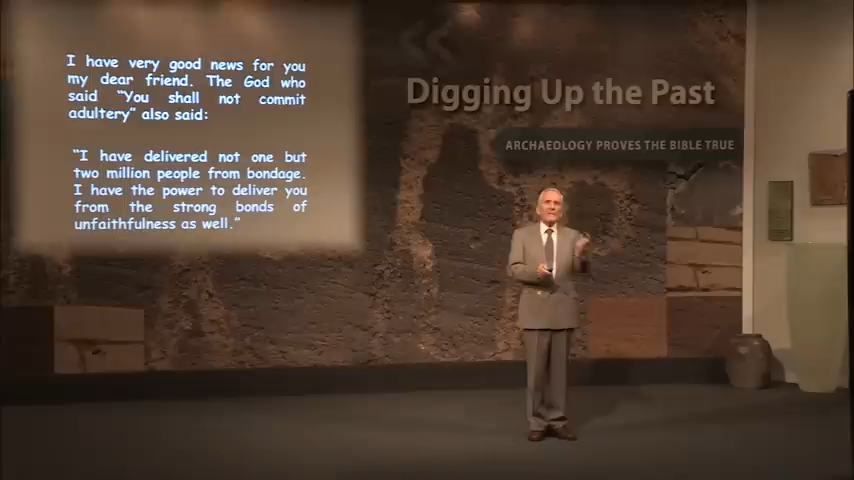 I have very good news for you
my dear friend. The God who
said “You shall not commit
adultery” also said:
“I have delivered not one but
two million people from bondage.
I have the power to deliver you
from the strong bonds of
unfaithfulness as well.”
Digging Up the Past
ARCHAEOLOGY PROVES THE BIBLE TRUE